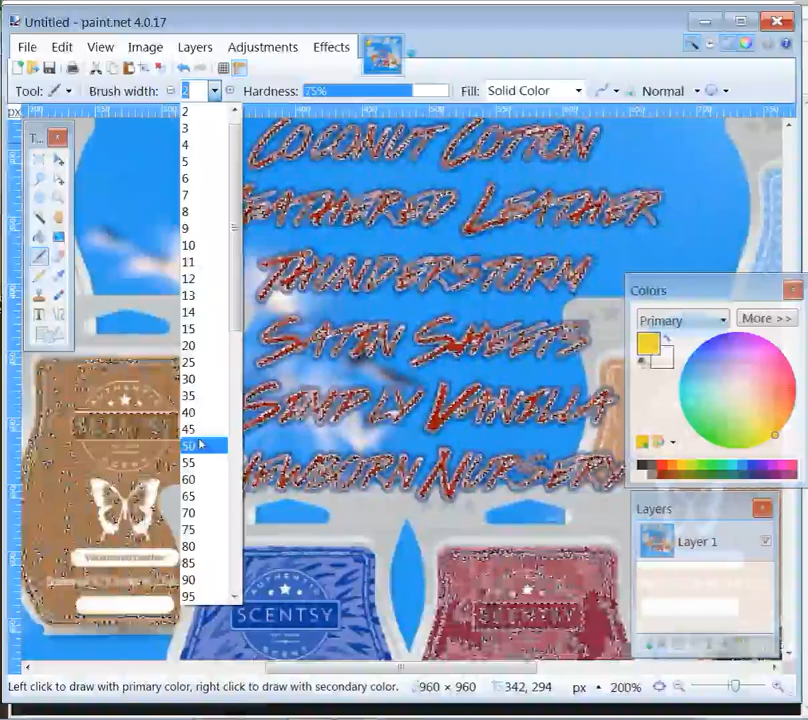 Untitled - paint.net 4.0.17
File Edit View Image Layers Adjustments Effects
Tool: Brush width: 2 Hardness: 75% Fill: Solid Color Normal
px
T...
2
3
4
5
6
7
8
9
10
11
12
13
14
15
20
25
30
35
40
45
50
55
60
65
70
75
80
85
90
95
COCONUT COTTON
LEATHER
THUNDERSTORM
SATIN SHEETS
SIMPLY VANILLA
NEWBORN NURSERY
Colors
Primary More >>
Layers
Layer 1
AUTHENTIC
SCENTSY
Left click to draw with primary color, right click to draw with secondary color. 960 × 960 342, 294 px 200%